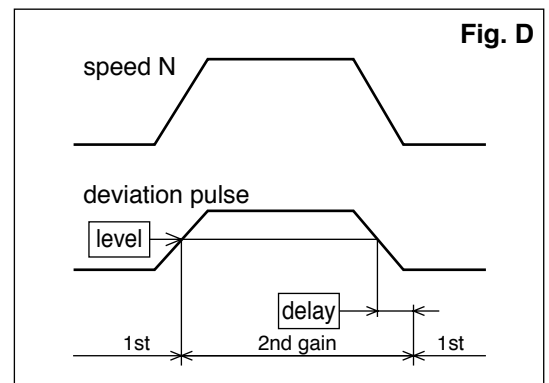 Fig. D
speed N
deviation pulse
level
delay
1st
2nd gain
1st